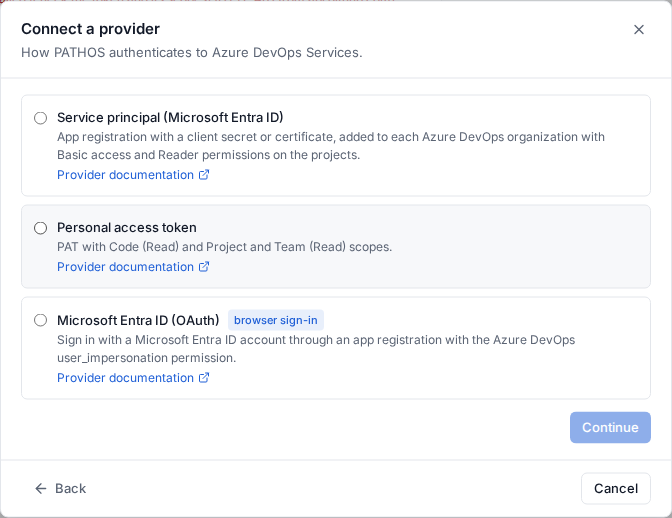 Connect a provider
How PATHOS authenticates to Azure DevOps Services.
Service principal (Microsoft Entra ID)
App registration with a client secret or certificate, added to each Azure DevOps organization with
Basic access and Reader permissions on the projects.
Provider documentation
Personal access token
PAT with Code (Read) and Project and Team (Read) scopes.
Provider documentation
Microsoft Entra ID (OAuth) browser sign-in
Sign in with a Microsoft Entra ID account through an app registration with the Azure DevOps
user_impersonation permission.
Provider documentation
Continue
Back
Cancel